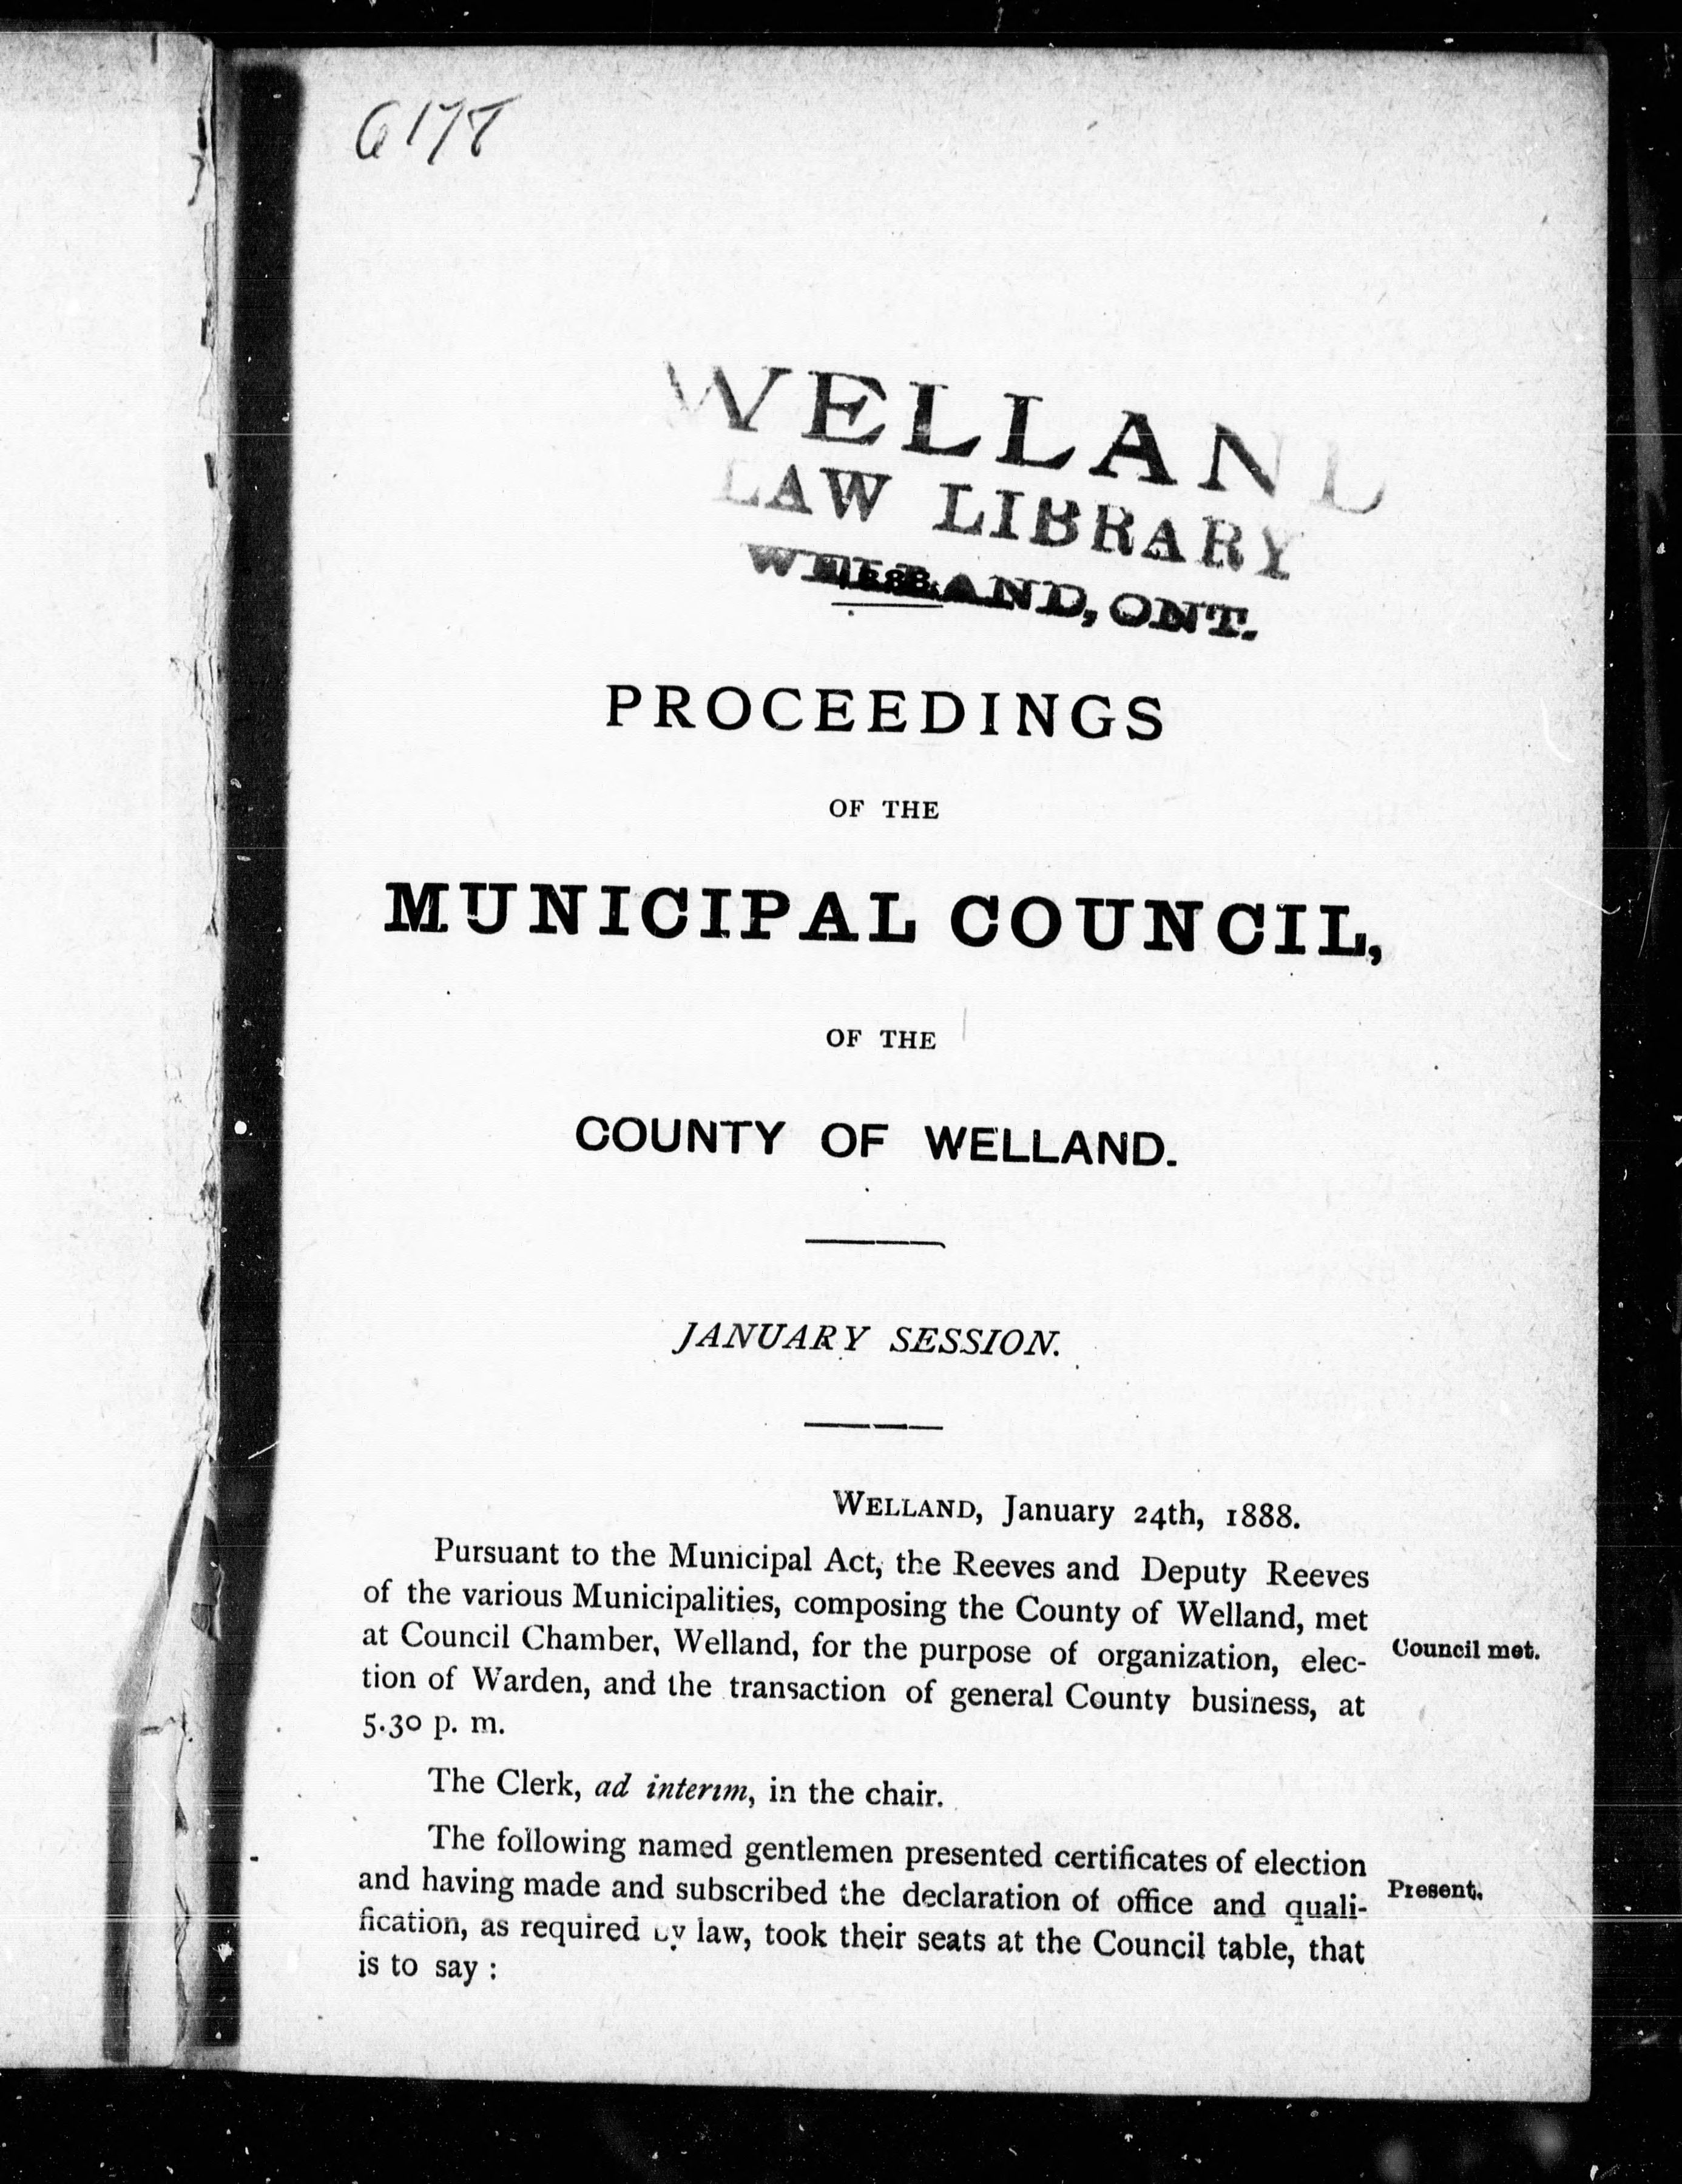 WELLAND
LAW LIBRARY
WELLAND, ONT.
1888.
PROCEEDINGS
OF THE
MUNICIPAL COUNCIL,
OF THE
COUNTY OF WELLAND.
JANUARY SESSION.
WELLAND, January 24th, 1888.
Pursuant to the Municipal Act, the Reeves and Deputy Reeves
of the various Municipalities, composing the County of Welland, met
at Council Chamber, Welland, for the purpose of organization, elec-
tion of Warden, and the transaction of general County business, at
5.30 p. m.
Council met.
The Clerk, ad interim, in the chair.
The following named gentlemen presented certificates of election
and having made and subscribed the declaration of office and quali-
fication, as required by law, took their seats at the Council table, that
is to say :
Present.